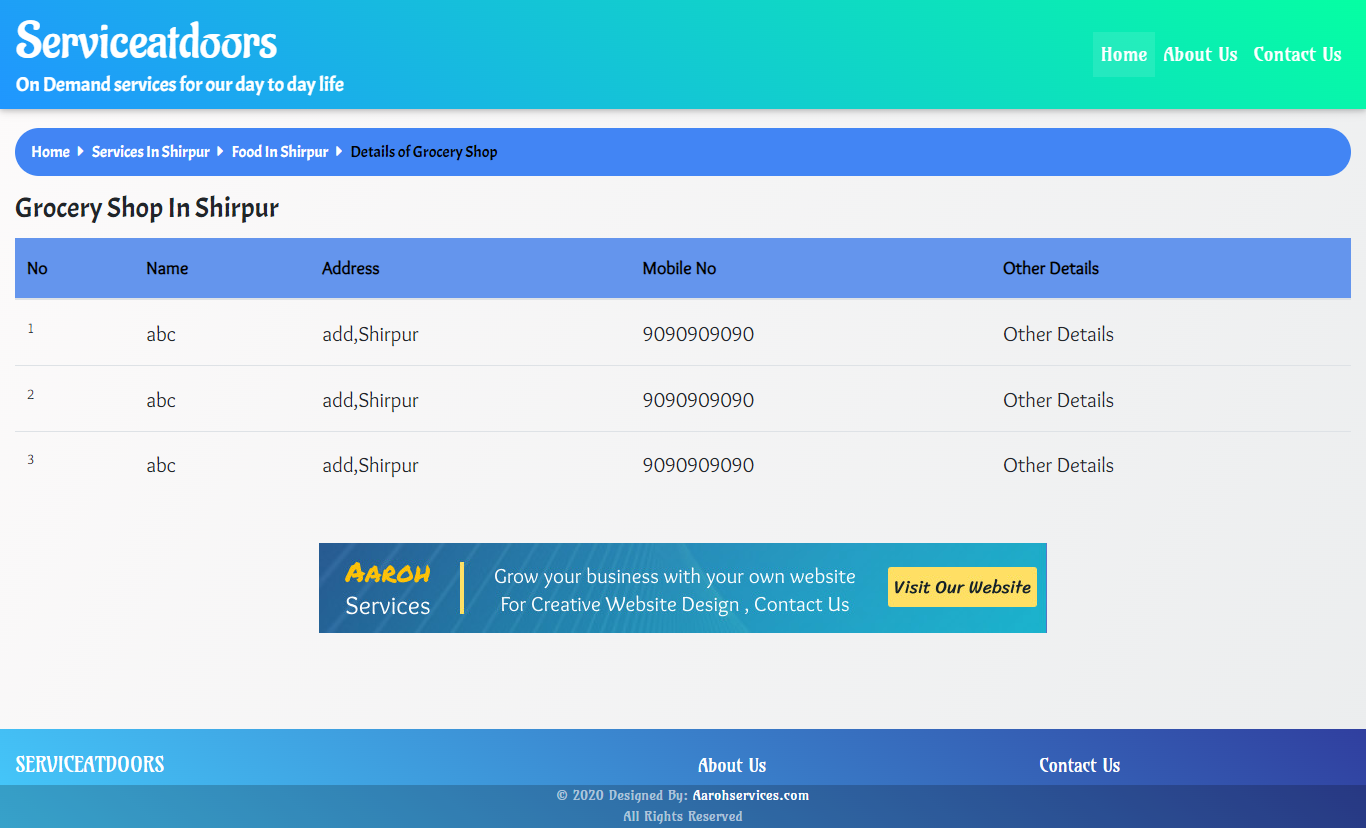 Serviceatdoors
On Demand services for our day to day life
Home About Us Contact Us
Home Services In Shirpur Food In Shirpur Details of Grocery Shop
Grocery Shop In Shirpur
No Name Address Mobile No Other Details
1 abc add,Shirpur 9090909090 Other Details
2 abc add,Shirpur 9090909090 Other Details
3 abc add,Shirpur 9090909090 Other Details
Aaroh
Services
Grow your business with your own website
For Creative Website Design , Contact Us
Visit Our Website
SERVICEATDOORS About Us Contact Us
© 2020 Designed By: Aarohservices.com
All Rights Reserved